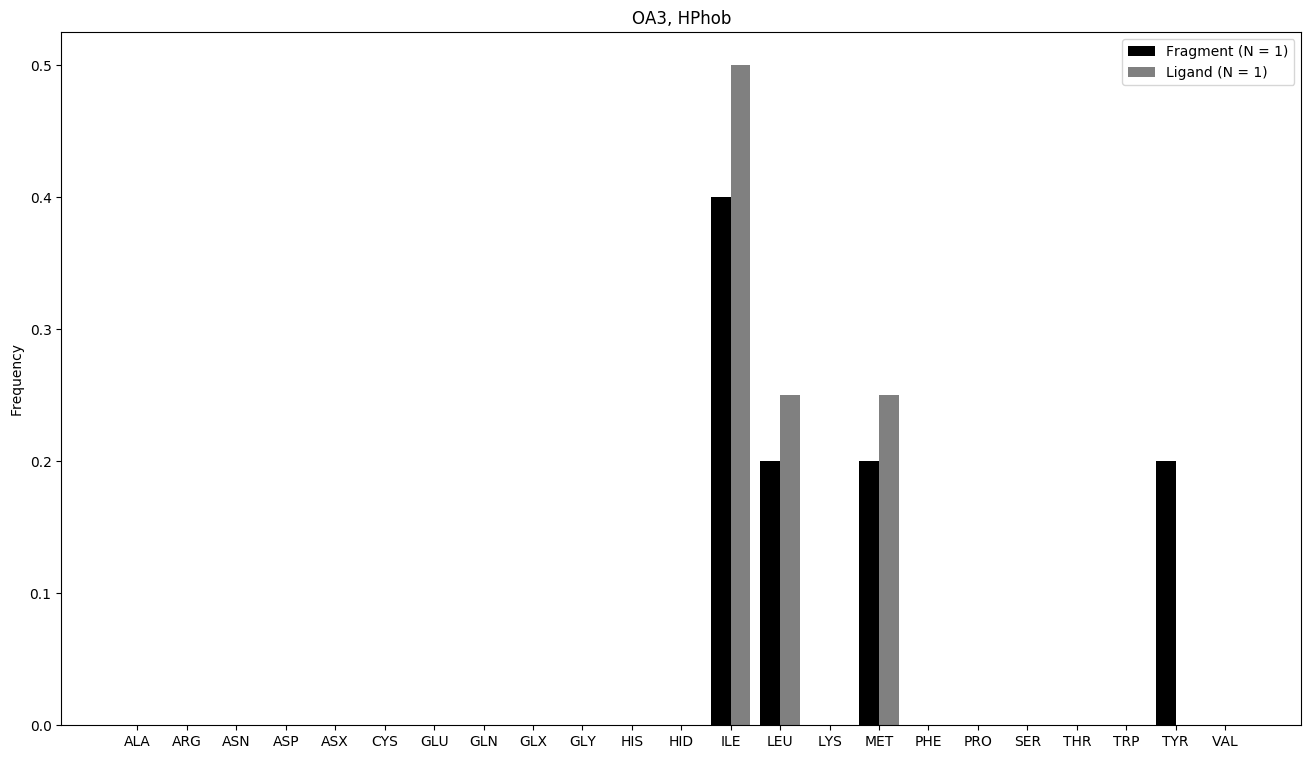 OA3, HPhob
Fragment (N = 1)
Ligand (N = 1)
Frequency
0.5
0.4
0.3
0.2
0.1
0.0
ALA ARG ASN ASP ASX CYS GLU GLN GLX GLY HIS HID ILE LEU LYS MET PHE PRO SER THR TRP TYR VAL